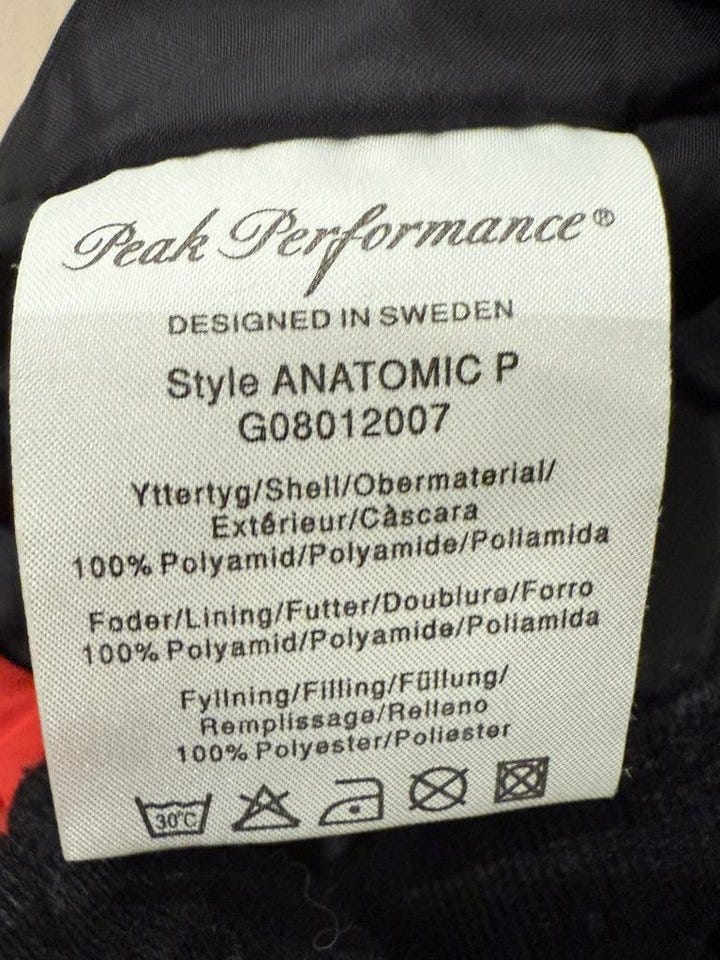 Peak Performance®
DESIGNED IN SWEDEN
Style ANATOMIC P
G08012007
Yttertyg/Shell/Obermaterial/
Extérieur/Càscara
100% Polyamid/Polyamide/Poliamida
Foder/Lining/Futter/Doublure/Forro
100% Polyamid/Polyamide/Poliamida
Fyllning/Filling/Füllung/
Remplissage/Relleno
100% Polyester/Poliester
30°C